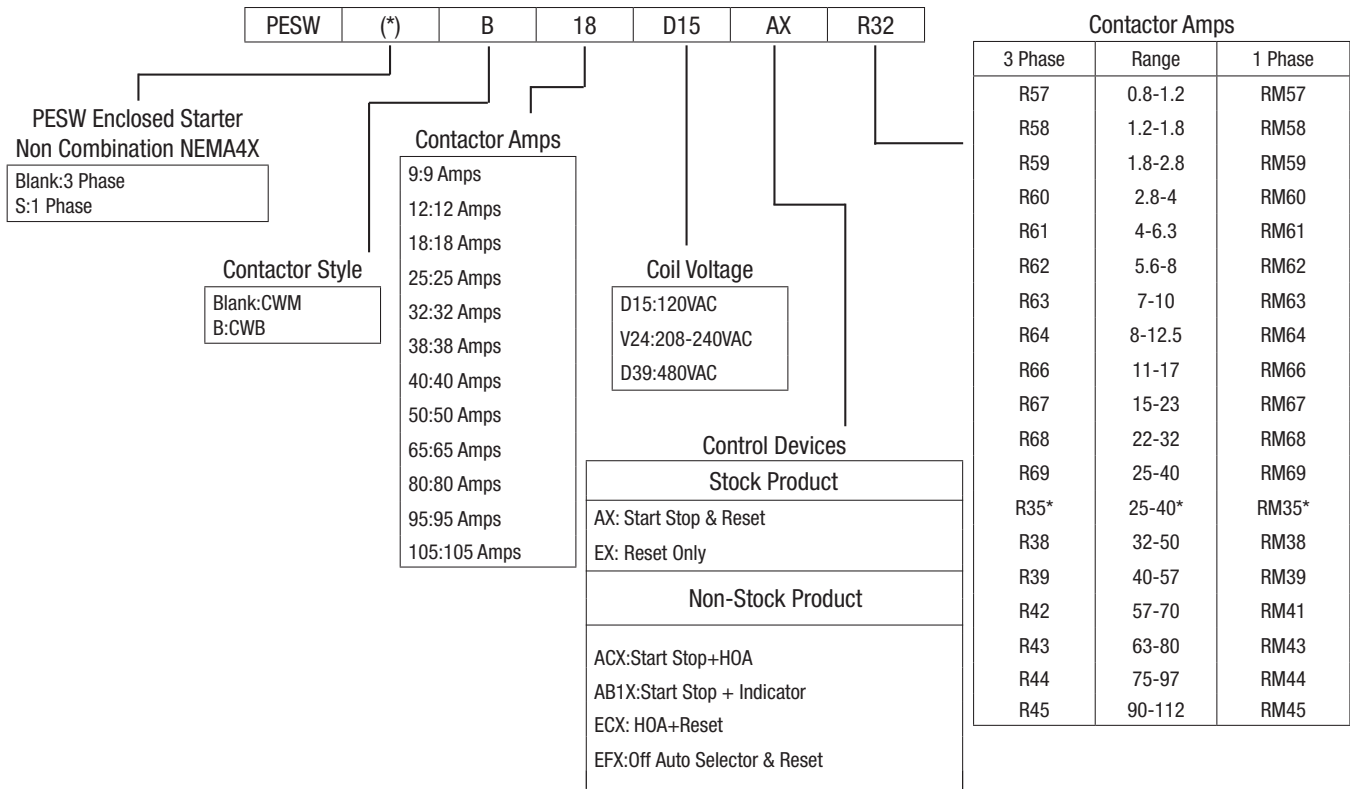 PESW (*) B 18 D15 AX R32
PESW Enclosed Starter
Non Combination NEMA4X
Blank:3 Phase
S:1 Phase
Contactor Style
Blank:CWM
B:CWB
Contactor Amps
9:9 Amps
12:12 Amps
18:18 Amps
25:25 Amps
32:32 Amps
38:38 Amps
40:40 Amps
50:50 Amps
65:65 Amps
80:80 Amps
95:95 Amps
105:105 Amps
Coil Voltage
D15:120VAC
V24:208-240VAC
D39:480VAC
Control Devices
Stock Product
AX: Start Stop & Reset
EX: Reset Only
Non-Stock Product
ACX:Start Stop+HOA
AB1X:Start Stop + Indicator
ECX: HOA+Reset
EFX:Off Auto Selector & Reset
Contactor Amps
3 Phase Range 1 Phase
R57 0.8-1.2 RM57
R58 1.2-1.8 RM58
R59 1.8-2.8 RM59
R60 2.8-4 RM60
R61 4-6.3 RM61
R62 5.6-8 RM62
R63 7-10 RM63
R64 8-12.5 RM64
R66 11-17 RM66
R67 15-23 RM67
R68 22-32 RM68
R69 25-40 RM69
R35* 25-40* RM35*
R38 32-50 RM38
R39 40-57 RM39
R42 57-70 RM41
R43 63-80 RM43
R44 75-97 RM44
R45 90-112 RM45